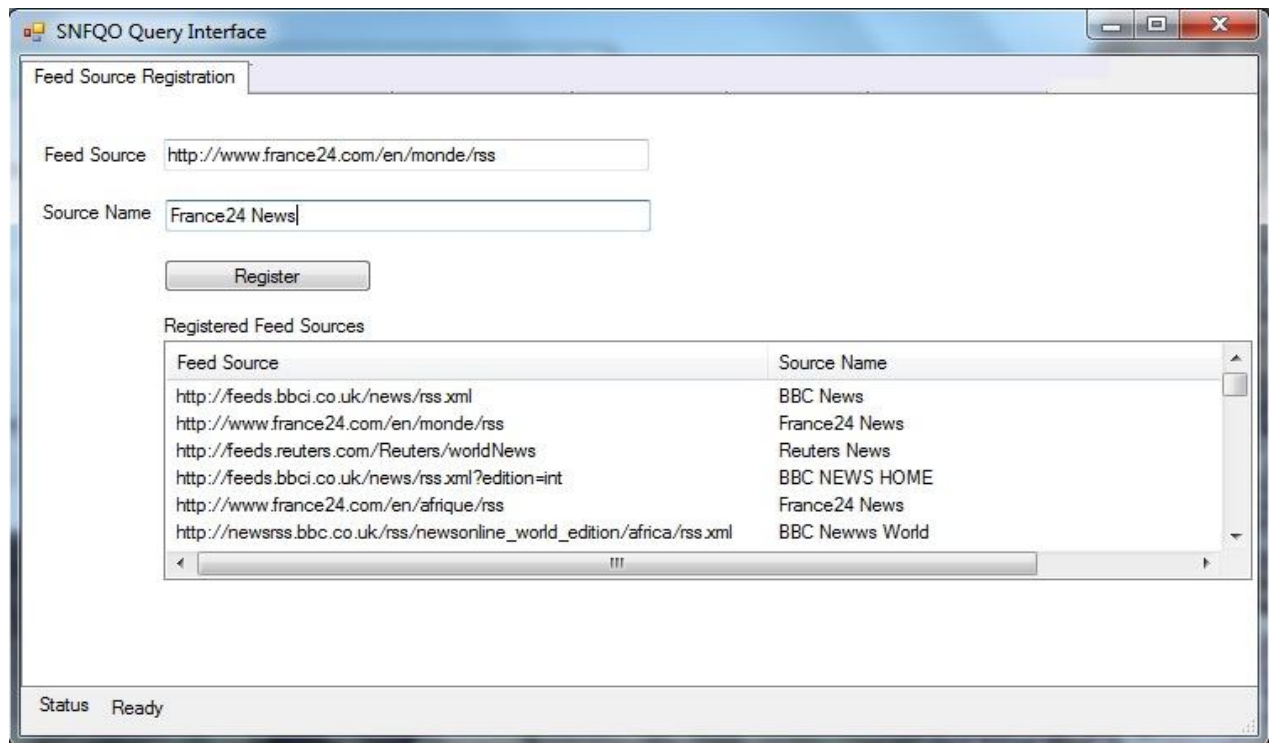 SNFQO Query Interface
Feed Source Registration
Feed Source http://www.france24.com/en/monde/rss
Source Name France24 News
Register
Registered Feed Sources
Feed Source Source Name
http://feeds.bbci.co.uk/news/rss.xml BBC News
http://www.france24.com/en/monde/rss France24 News
http://feeds.reuters.com/Reuters/worldNews Reuters News
http://feeds.bbci.co.uk/news/rss.xml?edition=int BBC NEWS HOME
http://www.france24.com/en/afrique/rss France24 News
http://newsrss.bbc.co.uk/rss/newsonline_world_edition/africa/rss.xml BBC Newws World
Status Ready